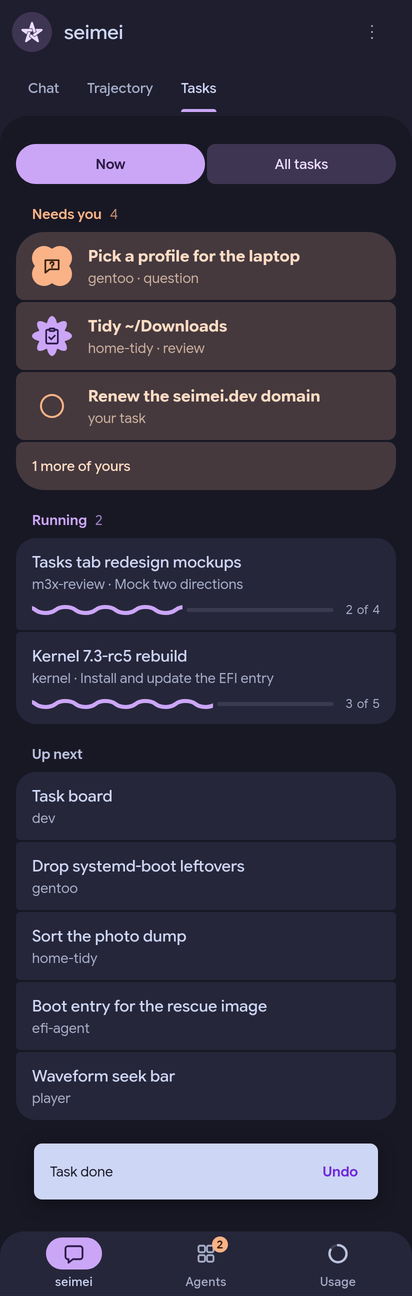 seimei
Chat Trajectory Tasks
Now All tasks
Needs you 4
Pick a profile for the laptop
gentoo · question
Tidy ~/Downloads
home-tidy · review
Renew the seimei.dev domain
your task
1 more of yours
Running 2
Tasks tab redesign mockups
m3x-review · Mock two directions
2 of 4
Kernel 7.3-rc5 rebuild
kernel · Install and update the EFI entry
3 of 5
Up next
Task board
dev
Drop systemd-boot leftovers
gentoo
Sort the photo dump
home-tidy
Boot entry for the rescue image
efi-agent
Waveform seek bar
player
Task done Undo
2
seimei Agents Usage